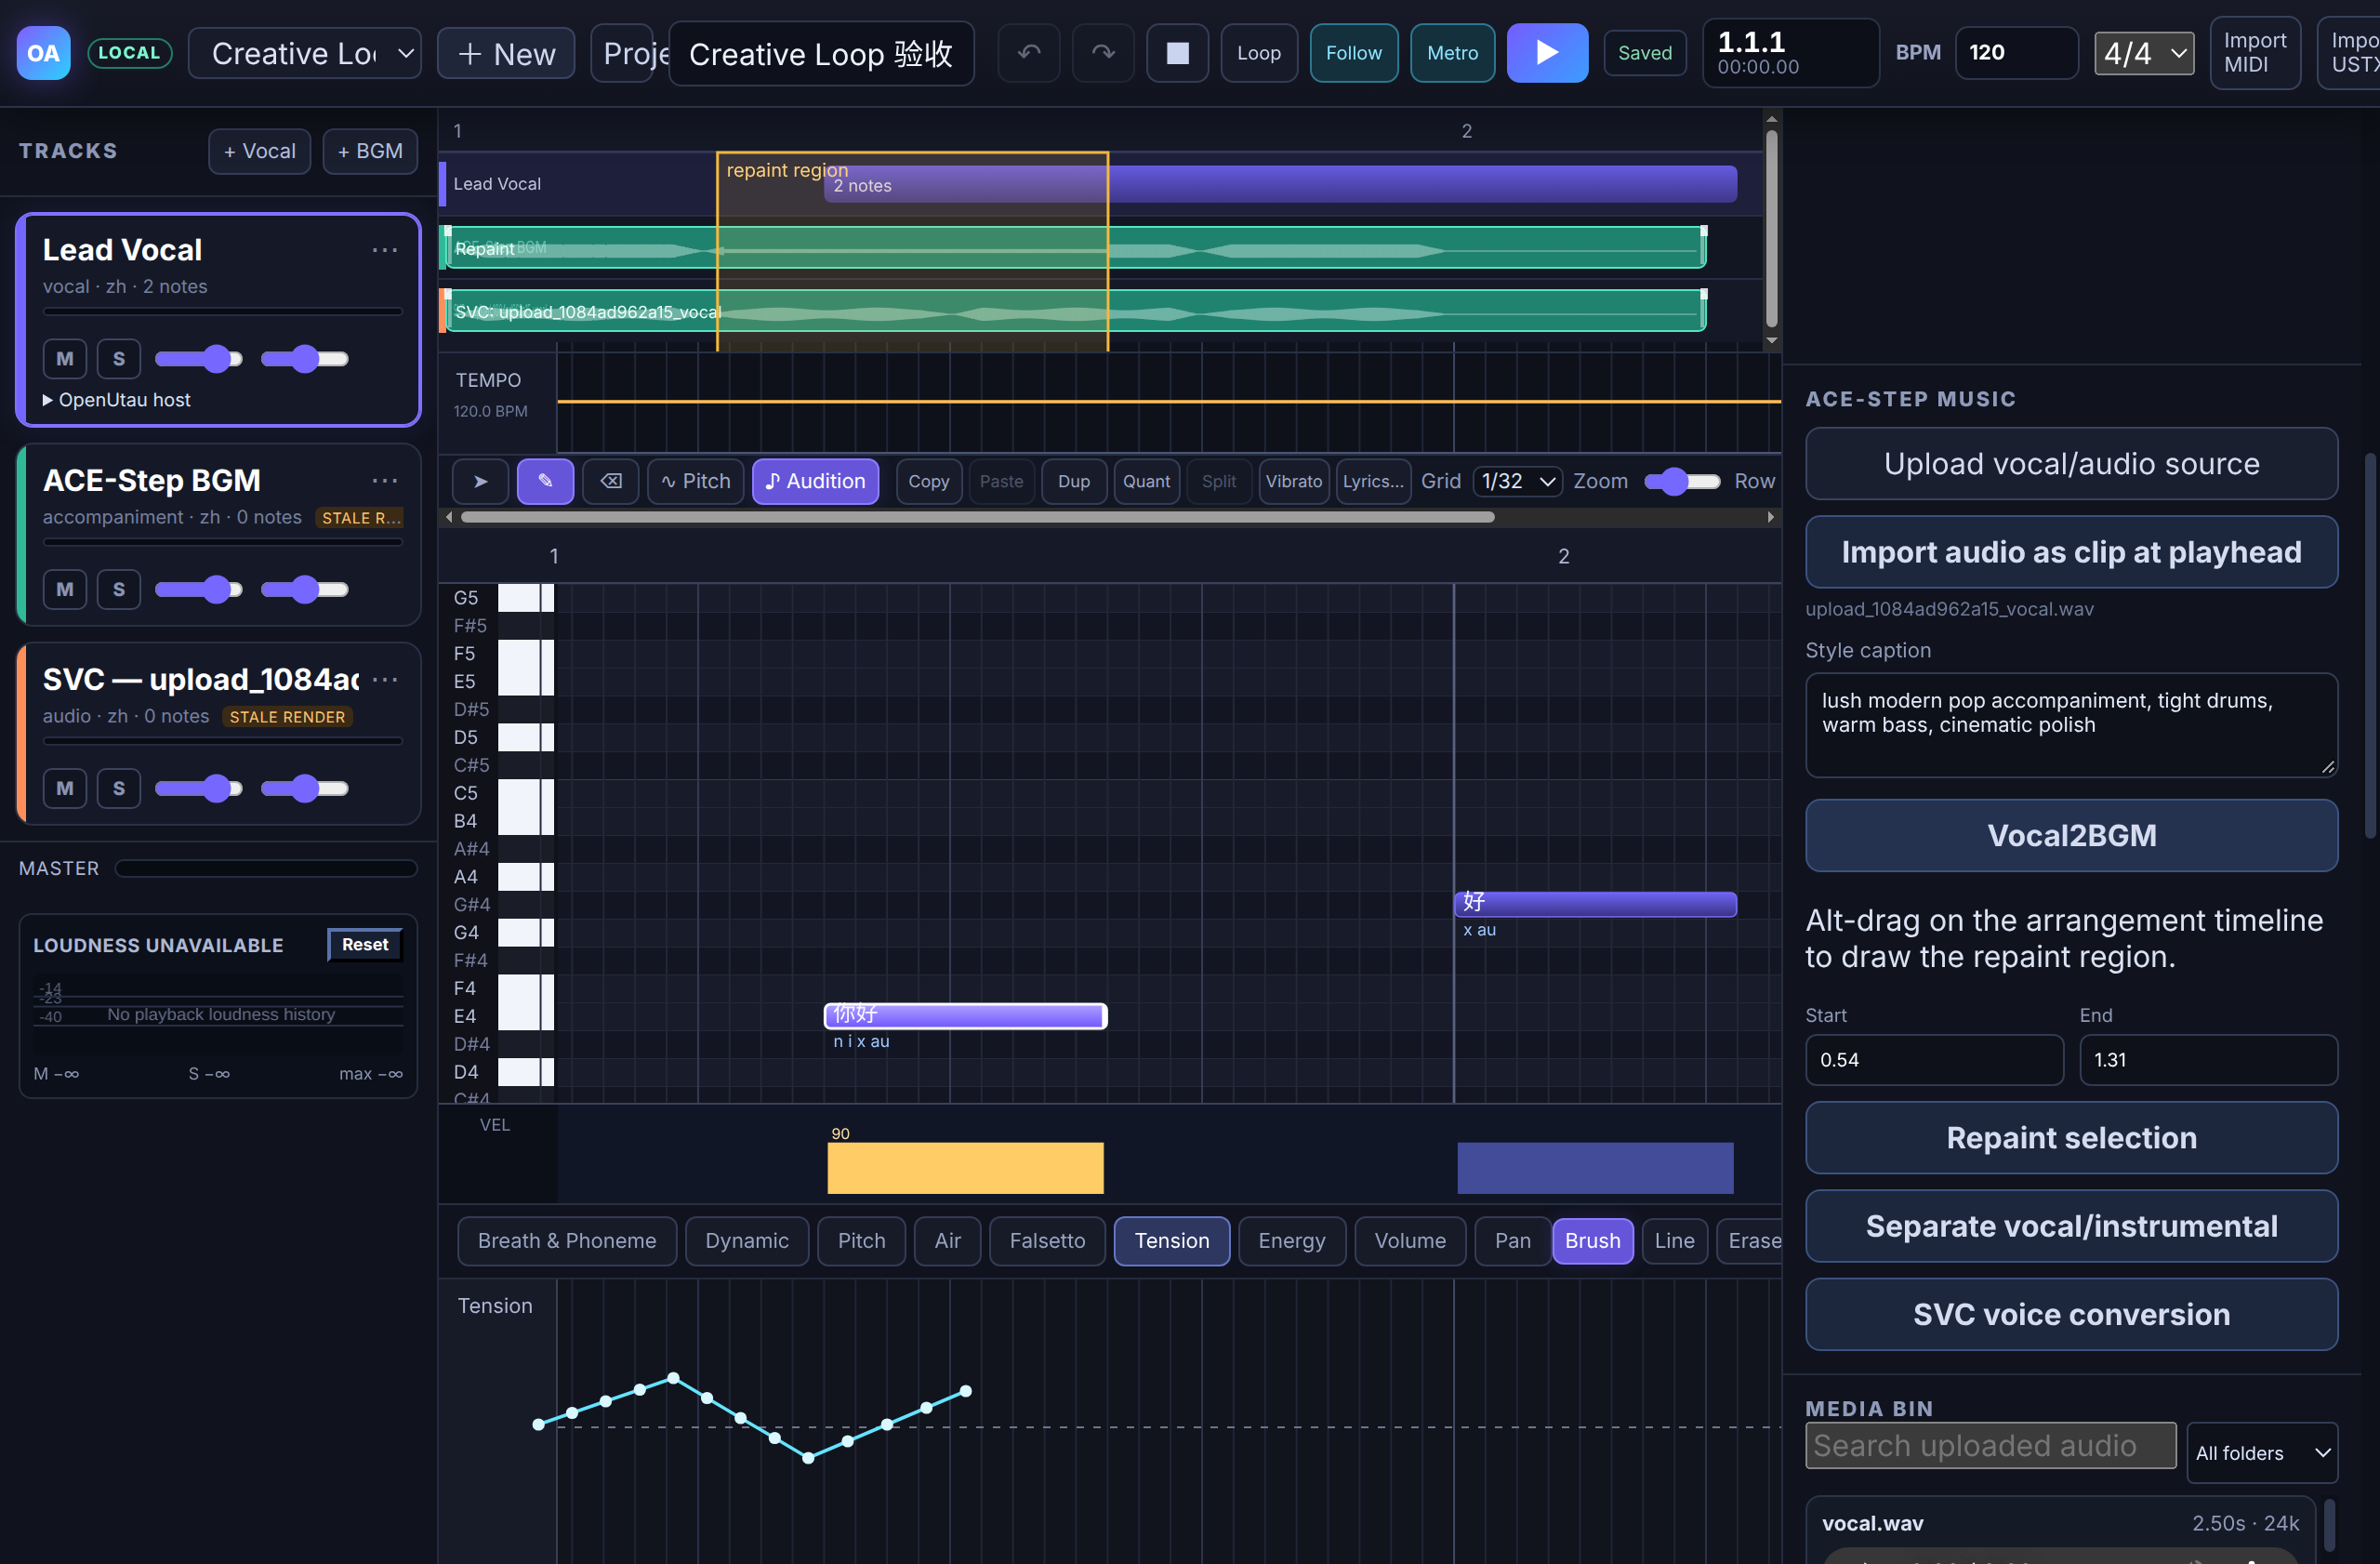 OA
LOCAL
Creative Lo
+ New
Proje
Creative Loop 验收
Loop
Follow
Metro
Saved
1.1.1
00:00.00
BPM
120
4/4
Import
MIDI
Impo
USTX
TRACKS
+ Vocal
+ BGM
Lead Vocal
vocal · zh · 2 notes
M
S
OpenUtau host
ACE-Step BGM
accompaniment · zh · 0 notes
STALE R...
M
S
SVC — upload_1084ad
audio · zh · 0 notes
STALE RENDER
M
S
MASTER
LOUDNESS UNAVAILABLE
Reset
-14
-23
-40
No playback loudness history
M −∞
S −∞
max −∞
1
2
Lead Vocal
repaint region
2 notes
Repaint
SVC: upload_1084ad962a15_vocal
TEMPO
120.0 BPM
Pitch
Audition
Copy
Paste
Dup
Quant
Split
Vibrato
Lyrics...
Grid
1/32
Zoom
Row
1
2
G5
F#5
F5
E5
D#5
D5
C#5
C5
B4
A#4
A4
G#4
G4
F#4
F4
E4
D#4
D4
C#4
好
x au
你好
n i x au
VEL
90
Breath & Phoneme
Dynamic
Pitch
Air
Falsetto
Tension
Energy
Volume
Pan
Brush
Line
Erase
Tension
ACE-STEP MUSIC
Upload vocal/audio source
Import audio as clip at playhead
upload_1084ad962a15_vocal.wav
Style caption
lush modern pop accompaniment, tight drums,
warm bass, cinematic polish
Vocal2BGM
Alt-drag on the arrangement timeline
to draw the repaint region.
Start
End
0.54
1.31
Repaint selection
Separate vocal/instrumental
SVC voice conversion
MEDIA BIN
Search uploaded audio
All folders
vocal.wav
2.50s · 24k